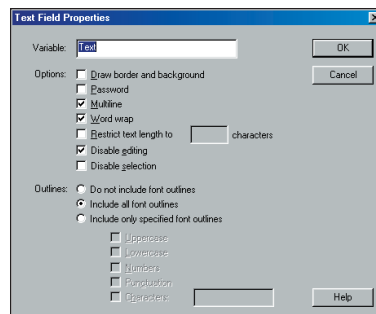 Text Field Properties
Variable: Text
OK
Options: Draw border and background
Cancel
Password
Multiline
Word wrap
Restrict text length to characters
Disable editing
Disable selection
Outlines: Do not include font outlines
Include all font outlines
Include only specified font outlines
Uppercase
Lowercase
Numbers
Punctuation
Characters:
Help